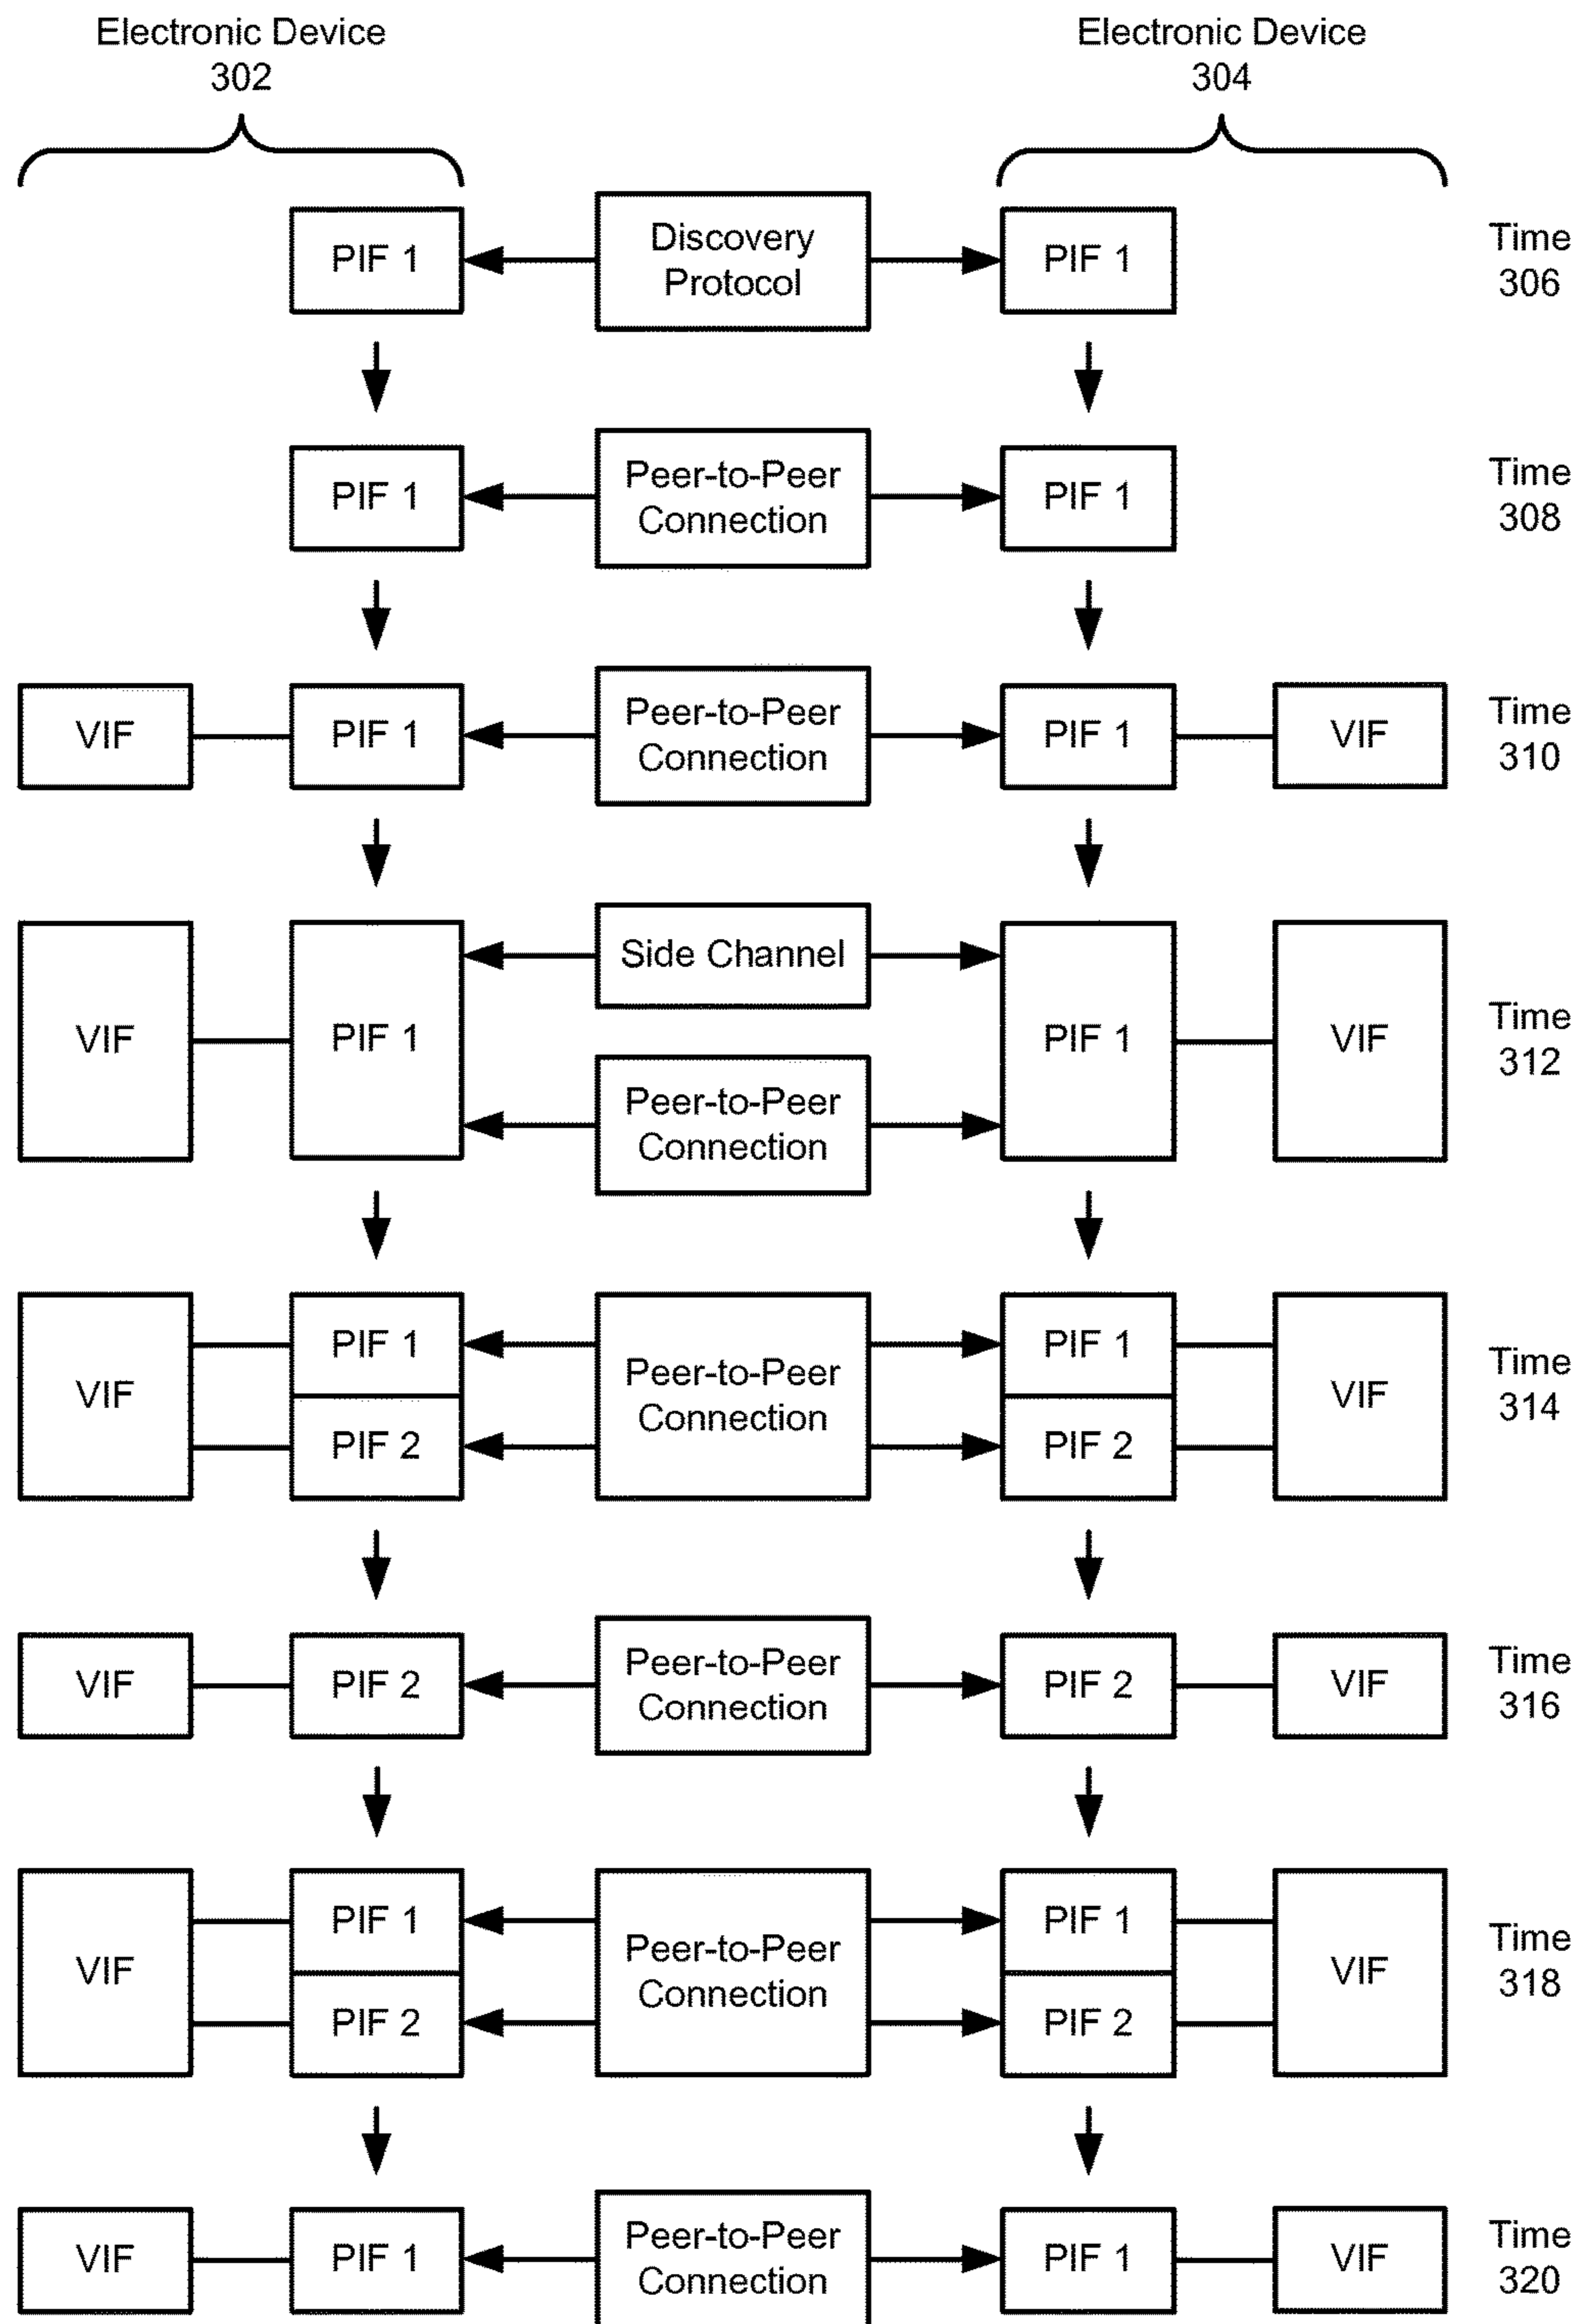 Electronic Device
302
Electronic Device
304
PIF 1
Discovery
Protocol
PIF 1
Time
306
PIF 1
Peer-to-Peer
Connection
PIF 1
Time
308
VIF
PIF 1
Peer-to-Peer
Connection
PIF 1
VIF
Time
310
VIF
PIF 1
Side Channel
Peer-to-Peer
Connection
PIF 1
VIF
Time
312
VIF
PIF 1
PIF 2
Peer-to-Peer
Connection
PIF 1
PIF 2
VIF
Time
314
VIF
PIF 2
Peer-to-Peer
Connection
PIF 2
VIF
Time
316
VIF
PIF 1
PIF 2
Peer-to-Peer
Connection
PIF 1
PIF 2
VIF
Time
318
VIF
PIF 1
Peer-to-Peer
Connection
PIF 1
VIF
Time
320